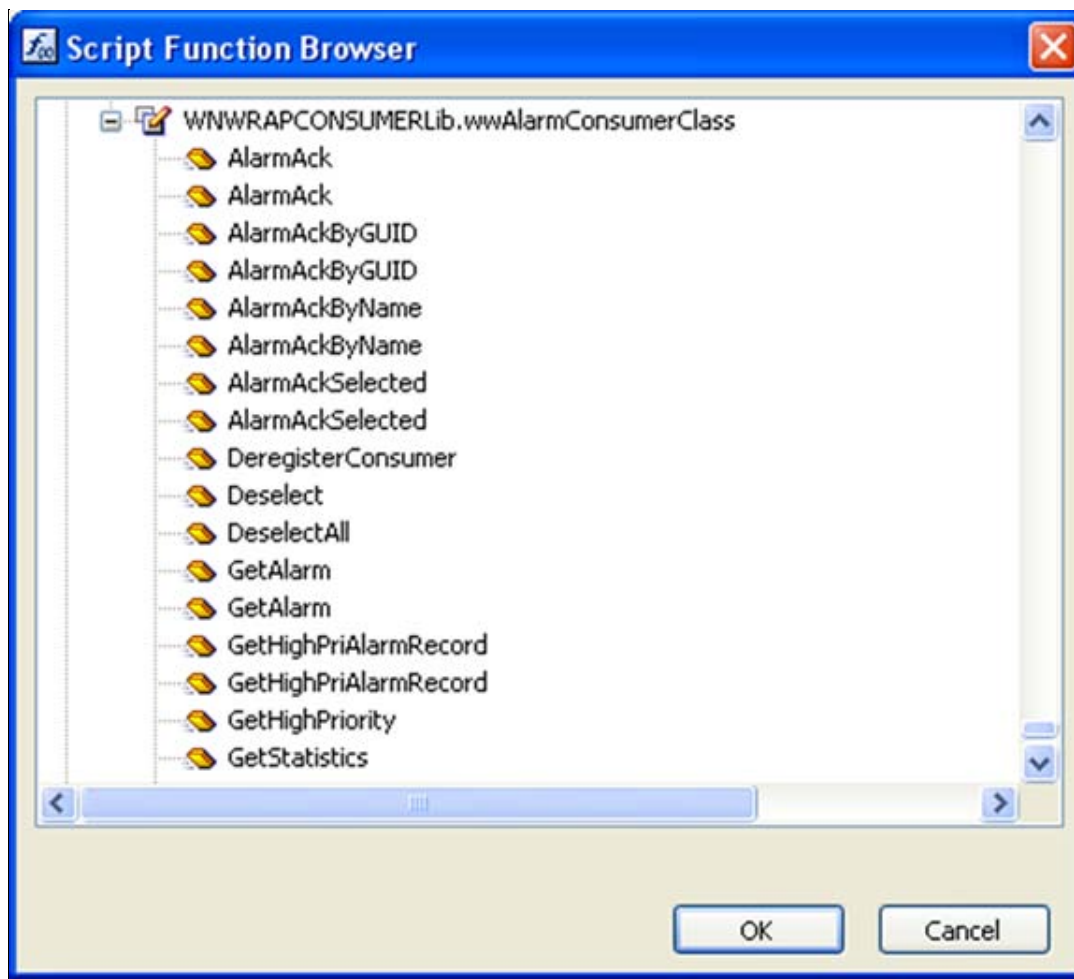 Script Function Browser
WNWRAPCONSUMERLib.wwAlarmConsumerClass
AlarmAck
AlarmAck
AlarmAckByGUID
AlarmAckByGUID
AlarmAckByName
AlarmAckByName
AlarmAckSelected
AlarmAckSelected
DeregisterConsumer
Deselect
DeselectAll
GetAlarm
GetAlarm
GetHighPriAlarmRecord
GetHighPriAlarmRecord
GetHighPriority
GetStatistics
OK Cancel